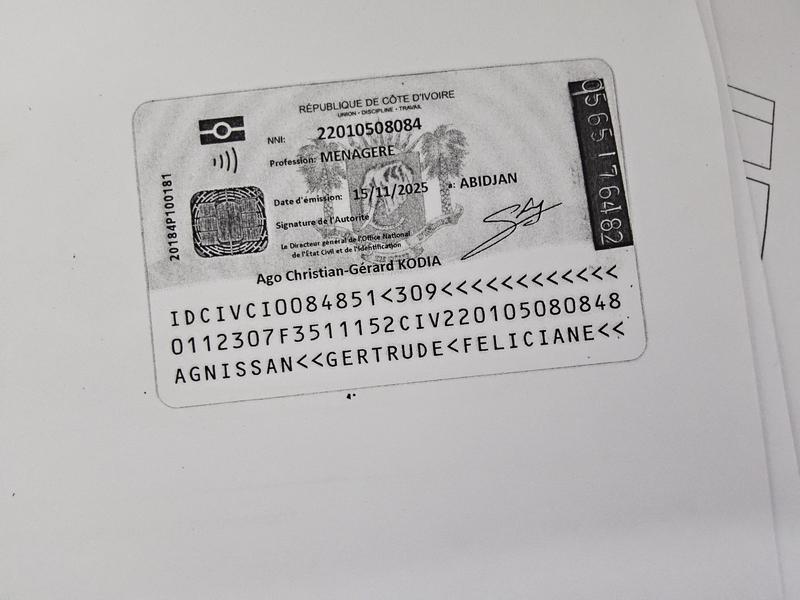 RÉPUBLIQUE DE CÔTE D'IVOIRE
UNION - DISCIPLINE - TRAVAIL
NNI: 22010508084
Profession: MENAGERE
Date d'émission: 15/11/2025 à: ABIDJAN
Signature de l'Autorité
Le Directeur général de l'Office National
de l'État Civil et de l'Identification
Ago Christian-Gérard KODIA
20184P100181
0565176482
IDCIVCI0084851<309<<<<<<<<<<<<
0112307F3511152CIV220105080848
AGNISSAN<<GERTRUDE<FELICIANE<<